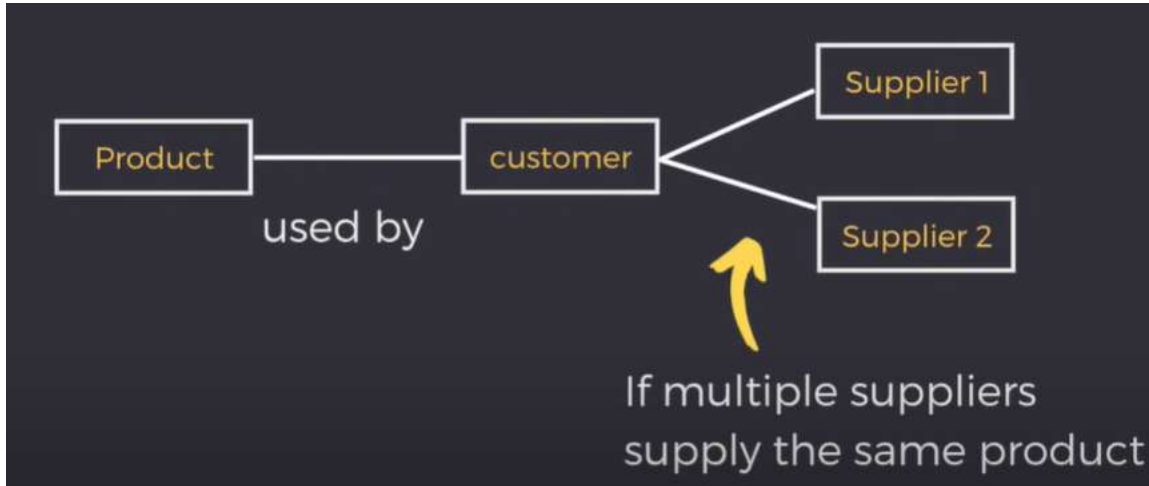 Product
used by
customer
Supplier 1
Supplier 2
If multiple suppliers
supply the same product